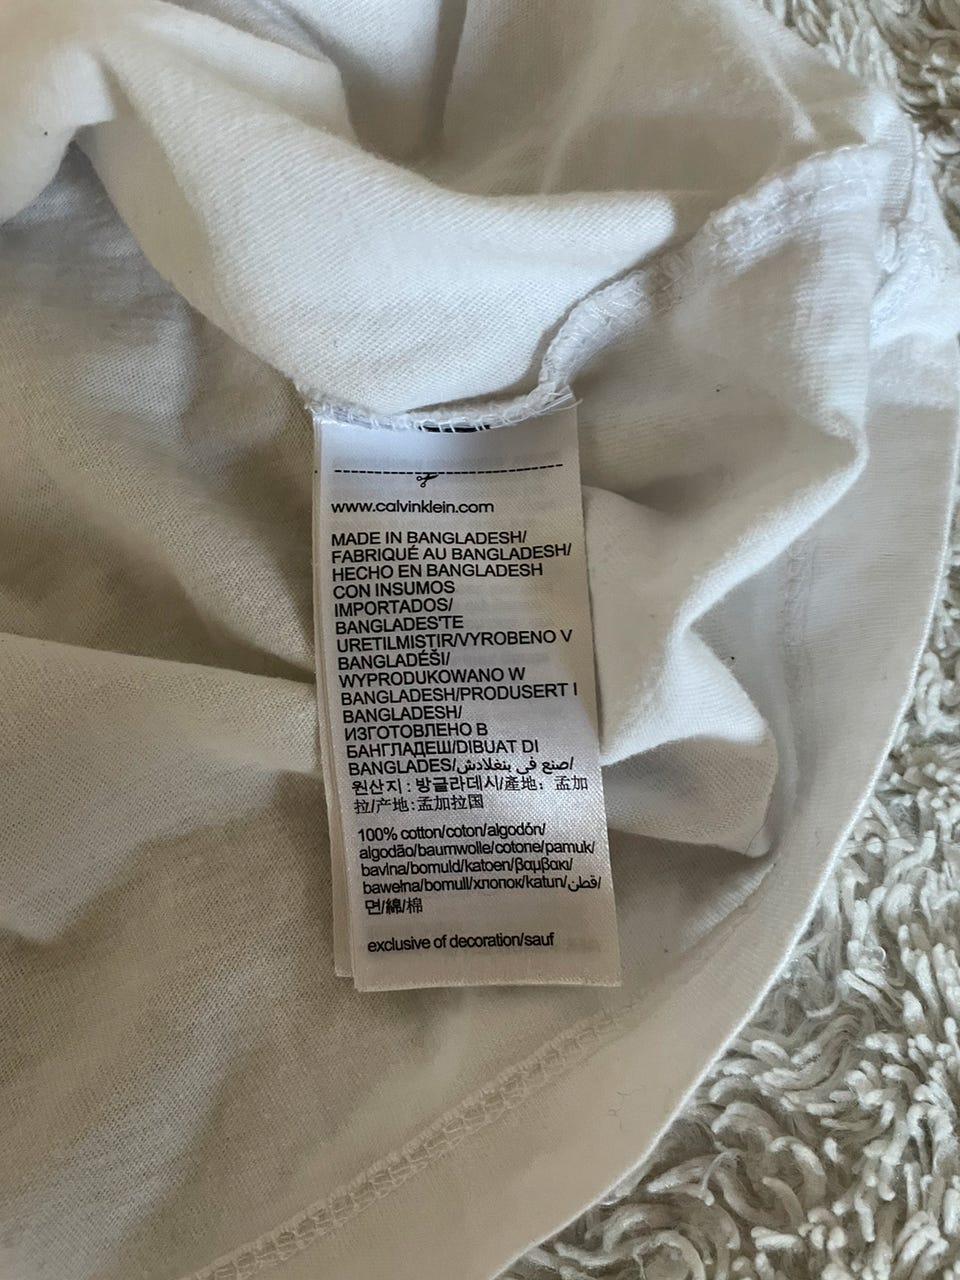 www.calvinklein.com
MADE IN BANGLADESH/
FABRIQUÉ AU BANGLADESH/
HECHO EN BANGLADESH
CON INSUMOS
IMPORTADOS/
BANGLADES'TE
URETILMISTIR/VYROBENO V
BANGLADÉŠI/
WYPRODUKOWANO W
BANGLADESH/PRODUSERT I
BANGLADESH/
ИЗГОТОВЛЕНО В
БАНГЛАДЕШ/DIBUAT DI
BANGLADES/صنع في بنغلادش/
원산지 : 방글라데시/產地: 孟加
拉/产地:孟加拉国
100% cotton/coton/algodón/
algodão/baumwolle/cotone/pamuk/
bavlna/bomuld/katoen/βαμβακι/
bawełna/bomull/хлопок/katun/قطن/
면/綿/棉
exclusive of decoration/sauf